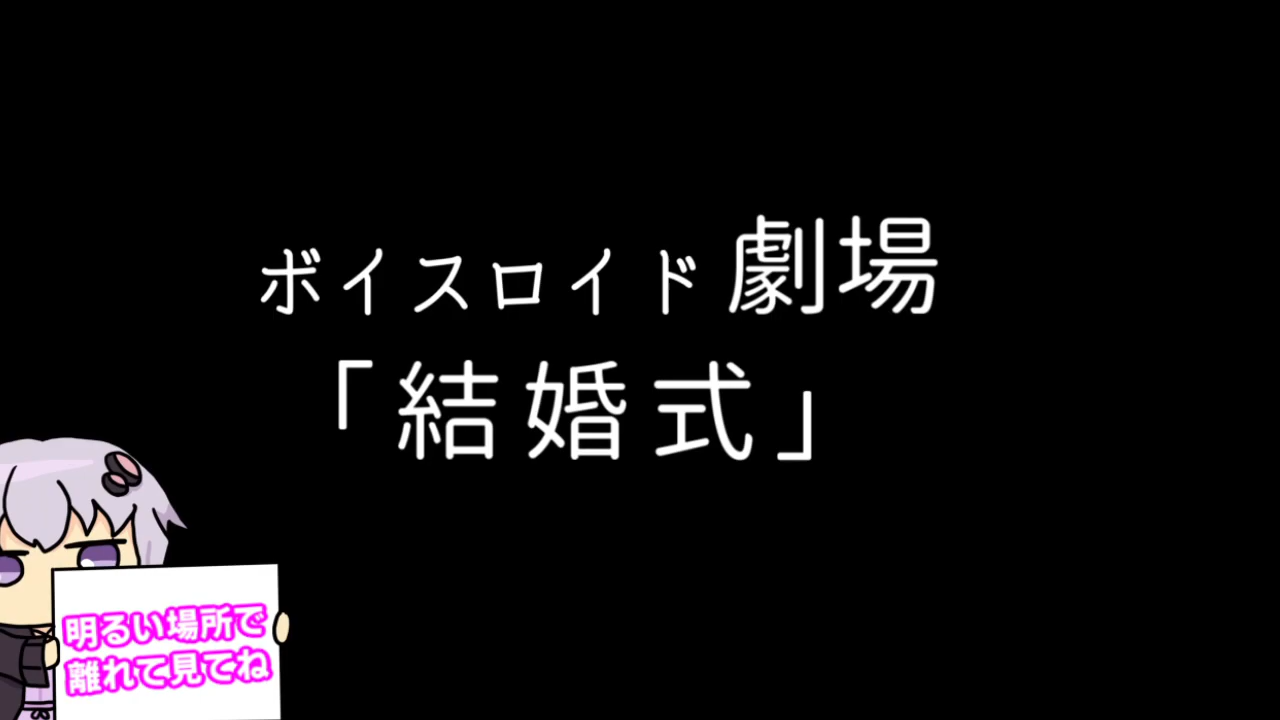 ボイスロイド劇場
「結婚式」
明るい場所で
離れて見てね